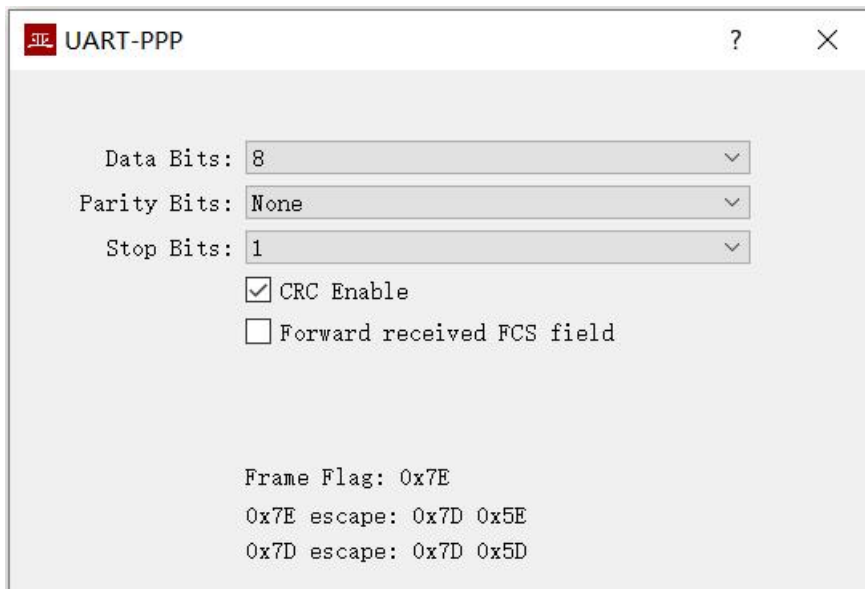 亚 UART-PPP ?
Data Bits: 8
Parity Bits: None
Stop Bits: 1
CRC Enable
Forward received FCS field
Frame Flag: 0x7E
0x7E escape: 0x7D 0x5E
0x7D escape: 0x7D 0x5D